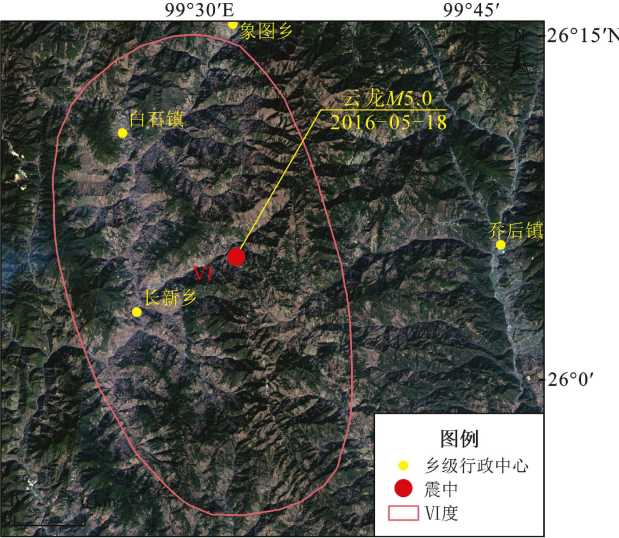 99°30′E
99°45′
象图乡
26°15′N
云龙M5.0
2016-05-18
白石镇
乔后镇
VI
长新乡
26°0′
图例
乡级行政中心
震中
VI度